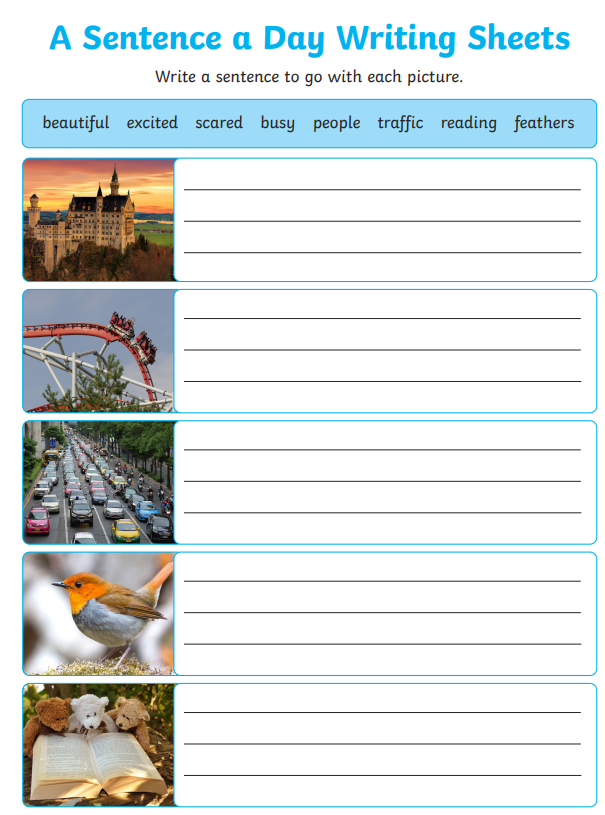 A Sentence a Day Writing Sheets
Write a sentence to go with each picture.
beautiful excited scared busy people traffic reading feathers